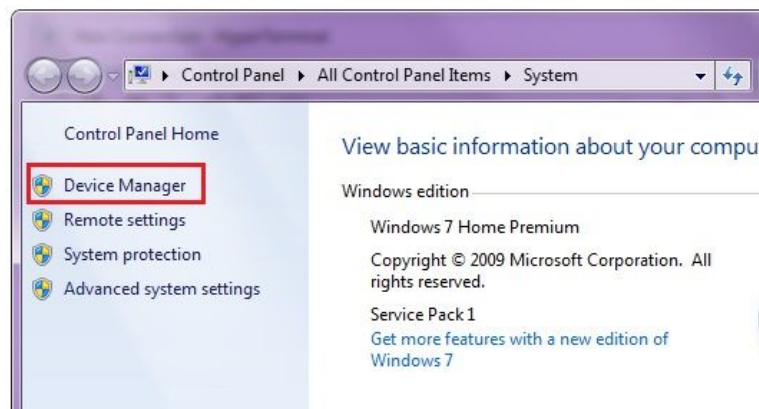 Control Panel ▸ All Control Panel Items ▸ System
Control Panel Home
Device Manager
Remote settings
System protection
Advanced system settings
View basic information about your compu
Windows edition
Windows 7 Home Premium
Copyright © 2009 Microsoft Corporation. All
rights reserved.
Service Pack 1
Get more features with a new edition of
Windows 7